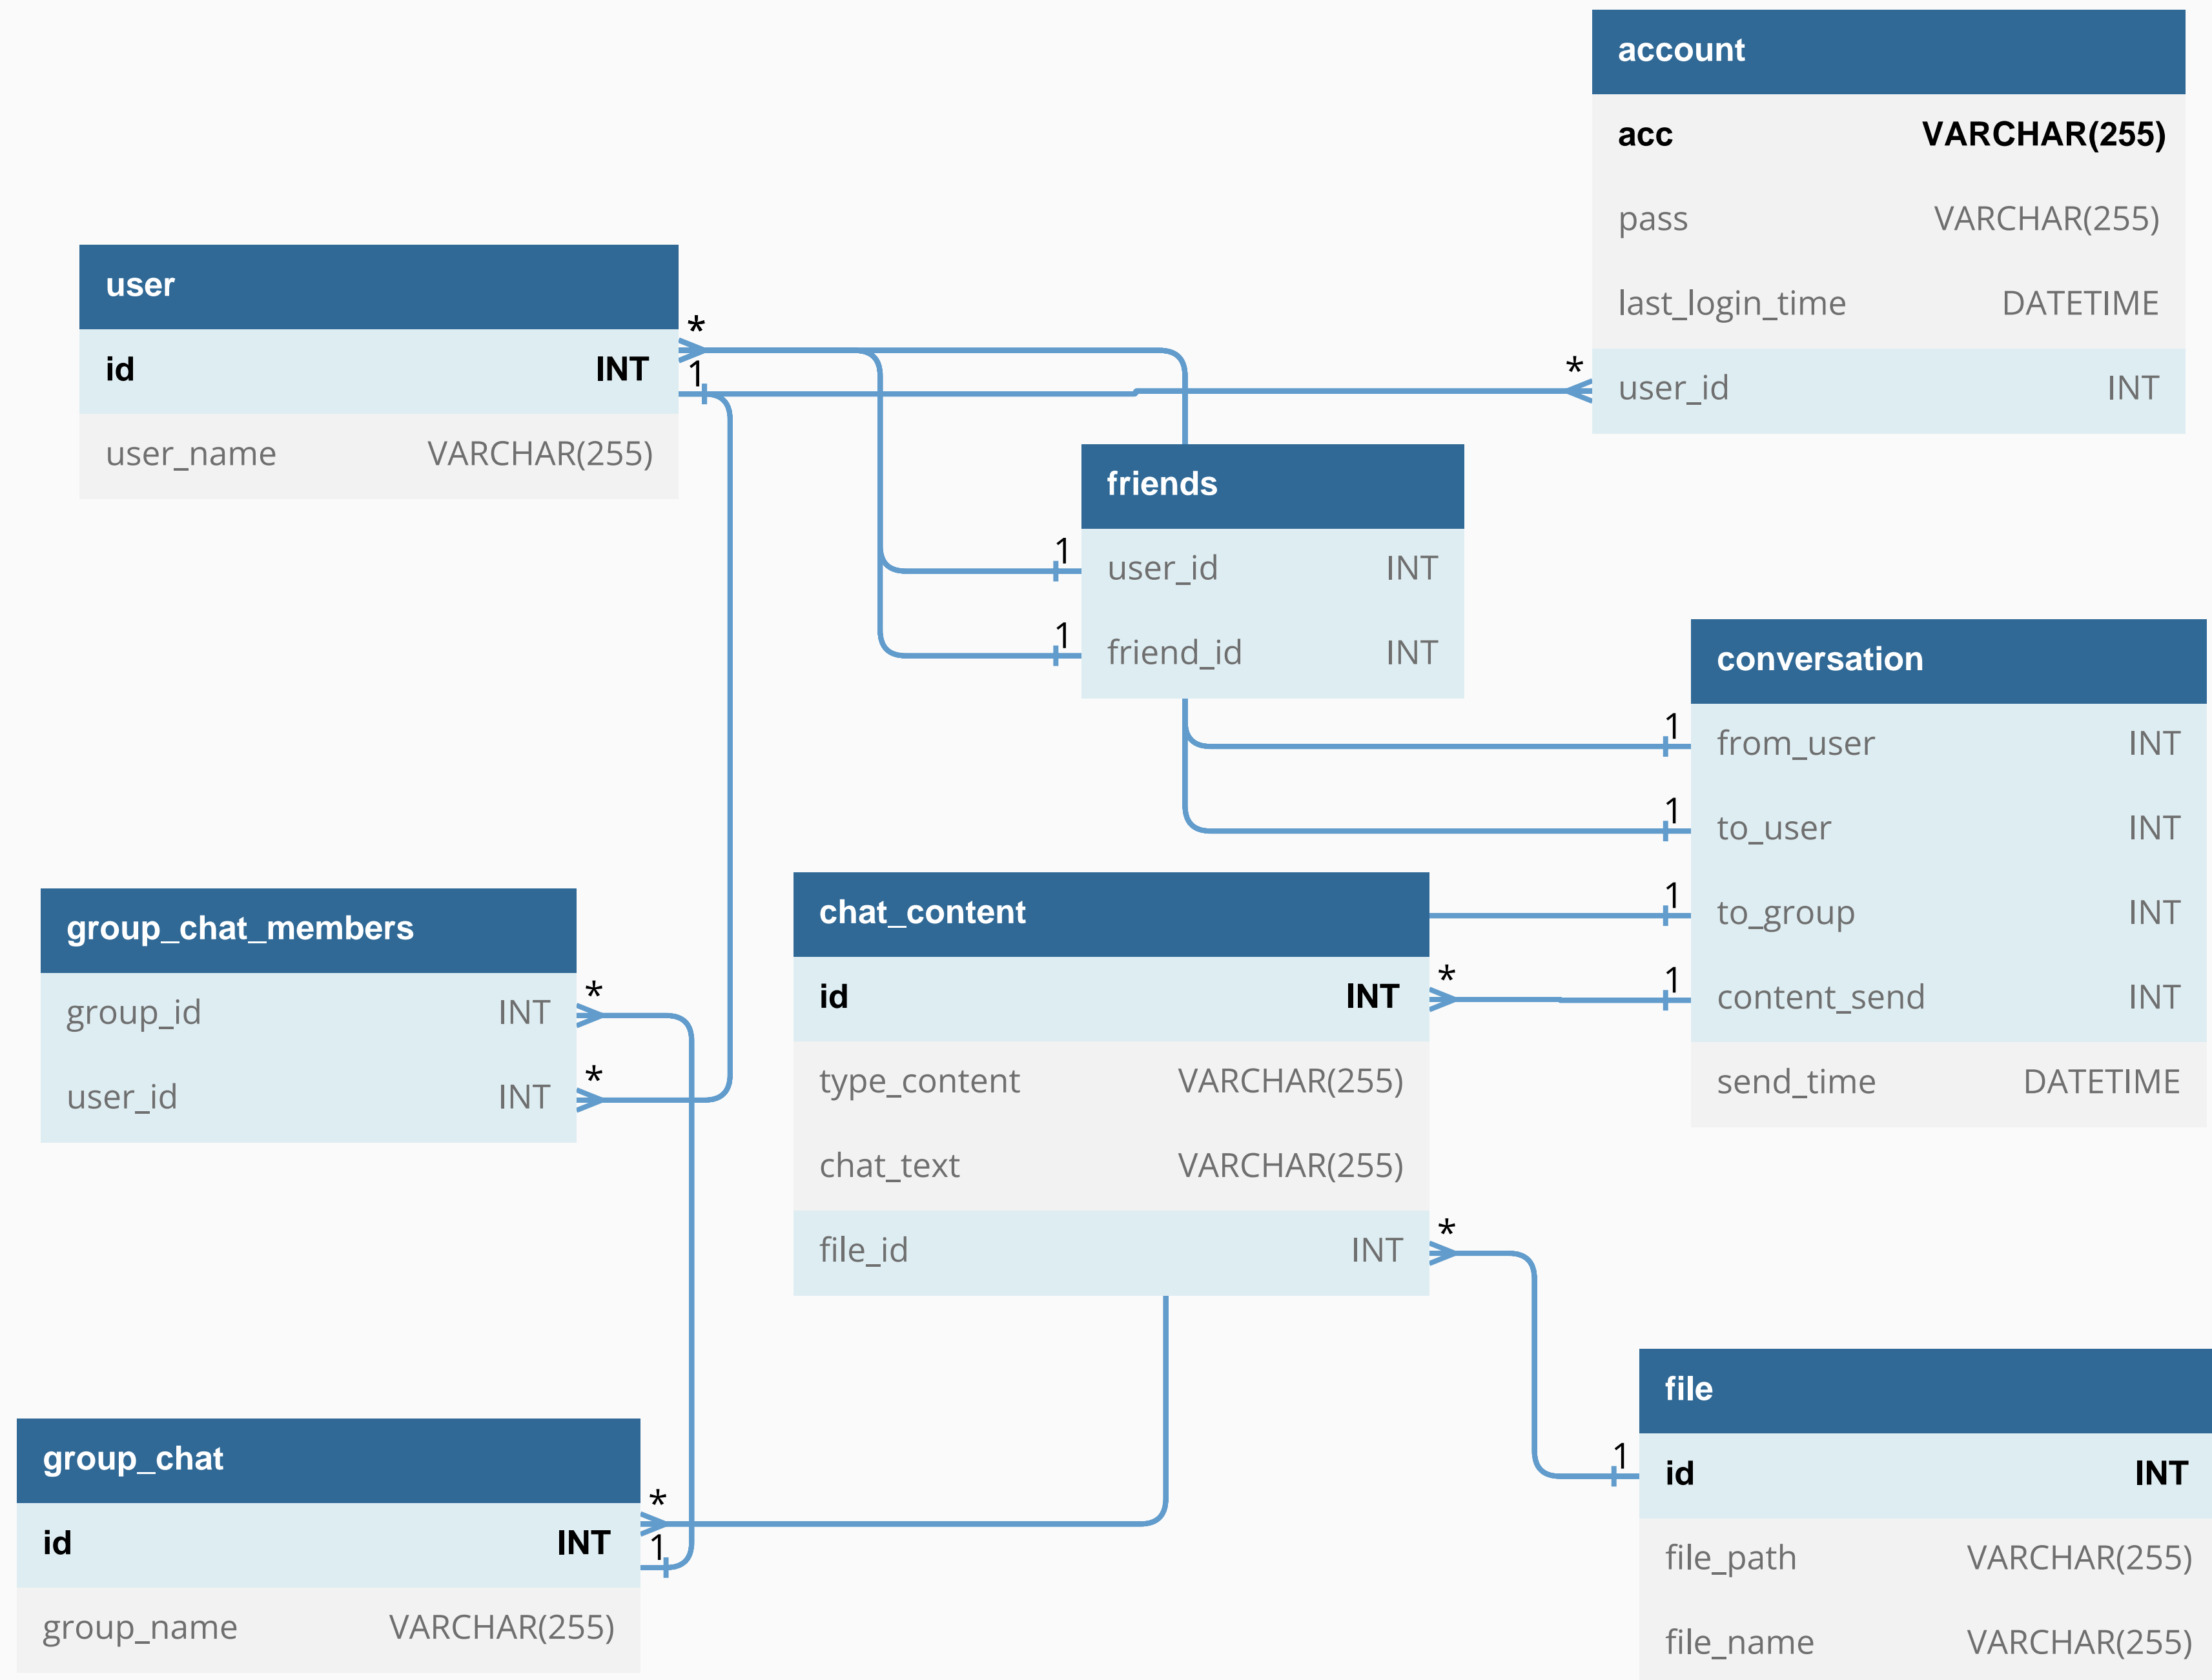 account
acc VARCHAR(255)
pass VARCHAR(255)
last_login_time DATETIME
* user_id INT
user
*
id INT 1
user_name VARCHAR(255)
friends
1 user_id INT
1 friend_id INT
conversation
1 from_user INT
1 to_user INT
1 to_group INT
1 content_send INT
send_time DATETIME
group_chat_members
group_id INT *
user_id INT *
chat_content
id INT *
type_content VARCHAR(255)
chat_text VARCHAR(255)
file_id INT *
group_chat
*
id INT 1
group_name VARCHAR(255)
file
1 id INT
file_path VARCHAR(255)
file_name VARCHAR(255)